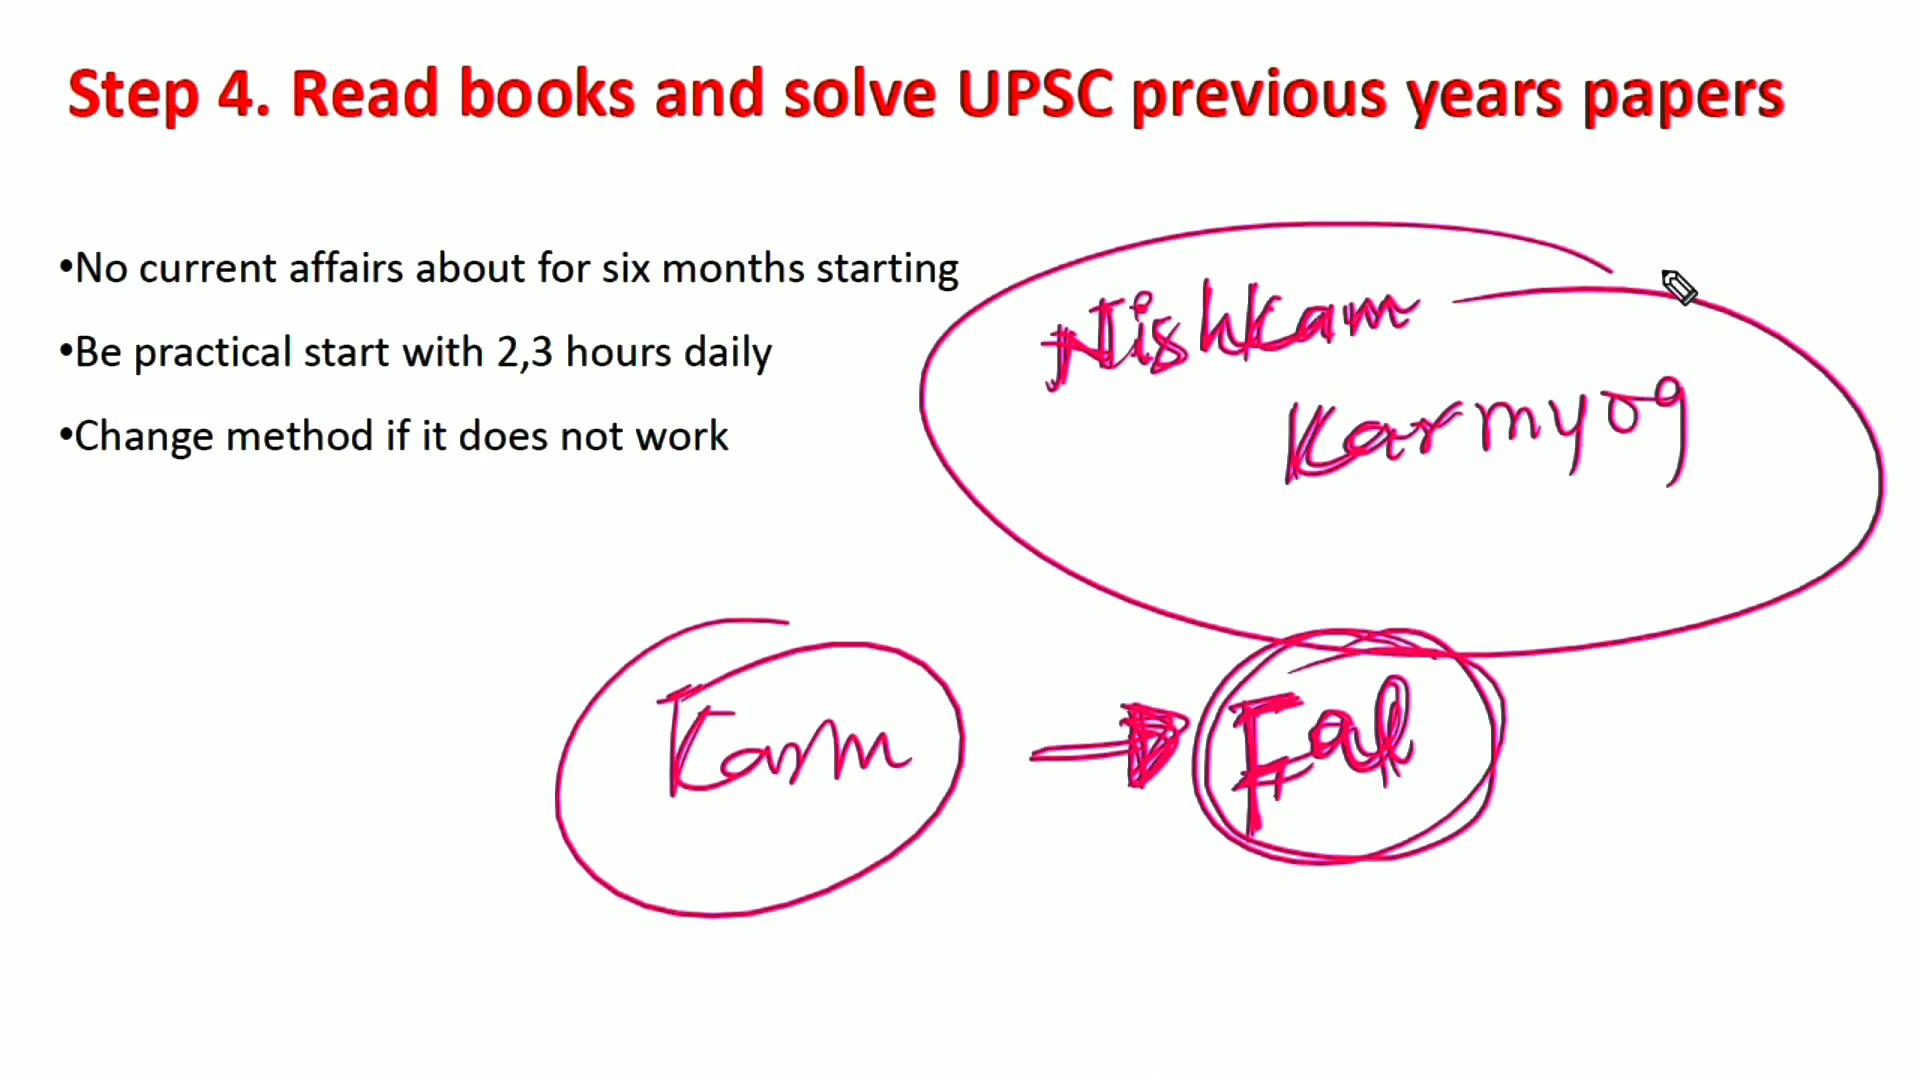 Step 4. Read books and solve UPSC previous years papers
•No current affairs about for six months starting
•Be practical start with 2,3 hours daily
•Change method if it does not work
Nishkam
Karmyog
Karm → Fal